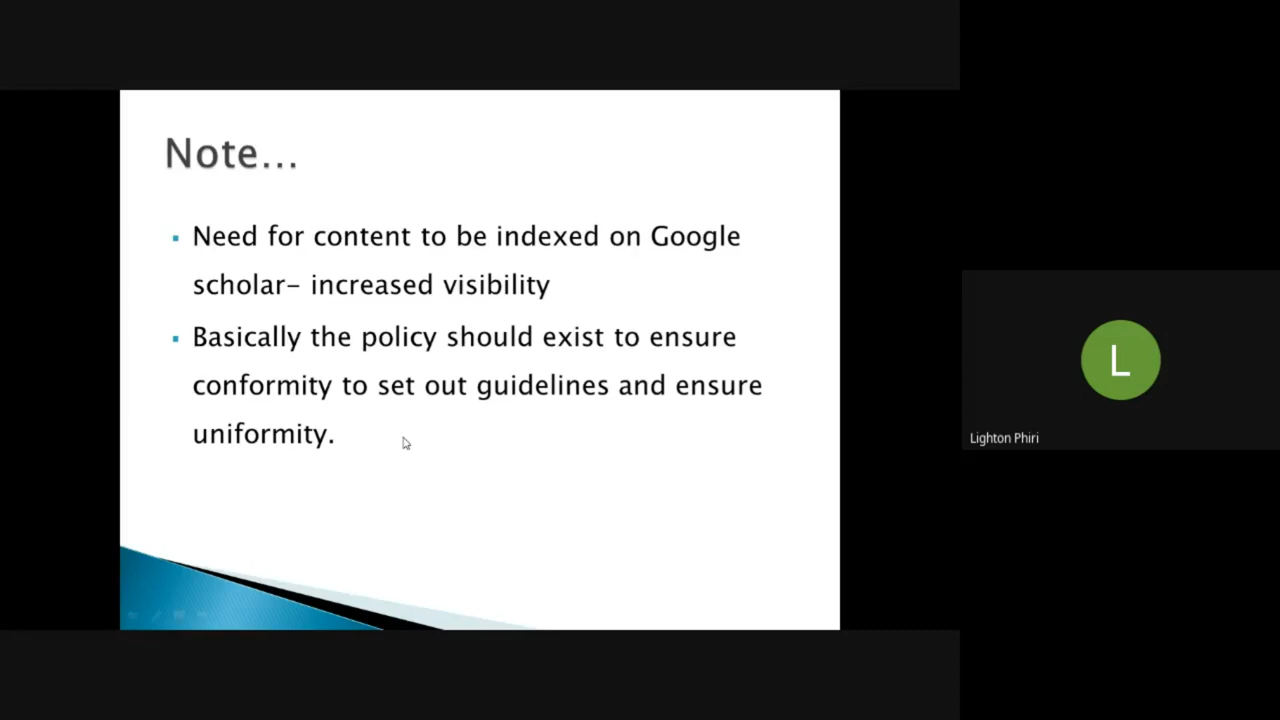 Note...
▪ Need for content to be indexed on Google
scholar– increased visibility
▪ Basically the policy should exist to ensure
conformity to set out guidelines and ensure
uniformity.
L
Lighton Phiri